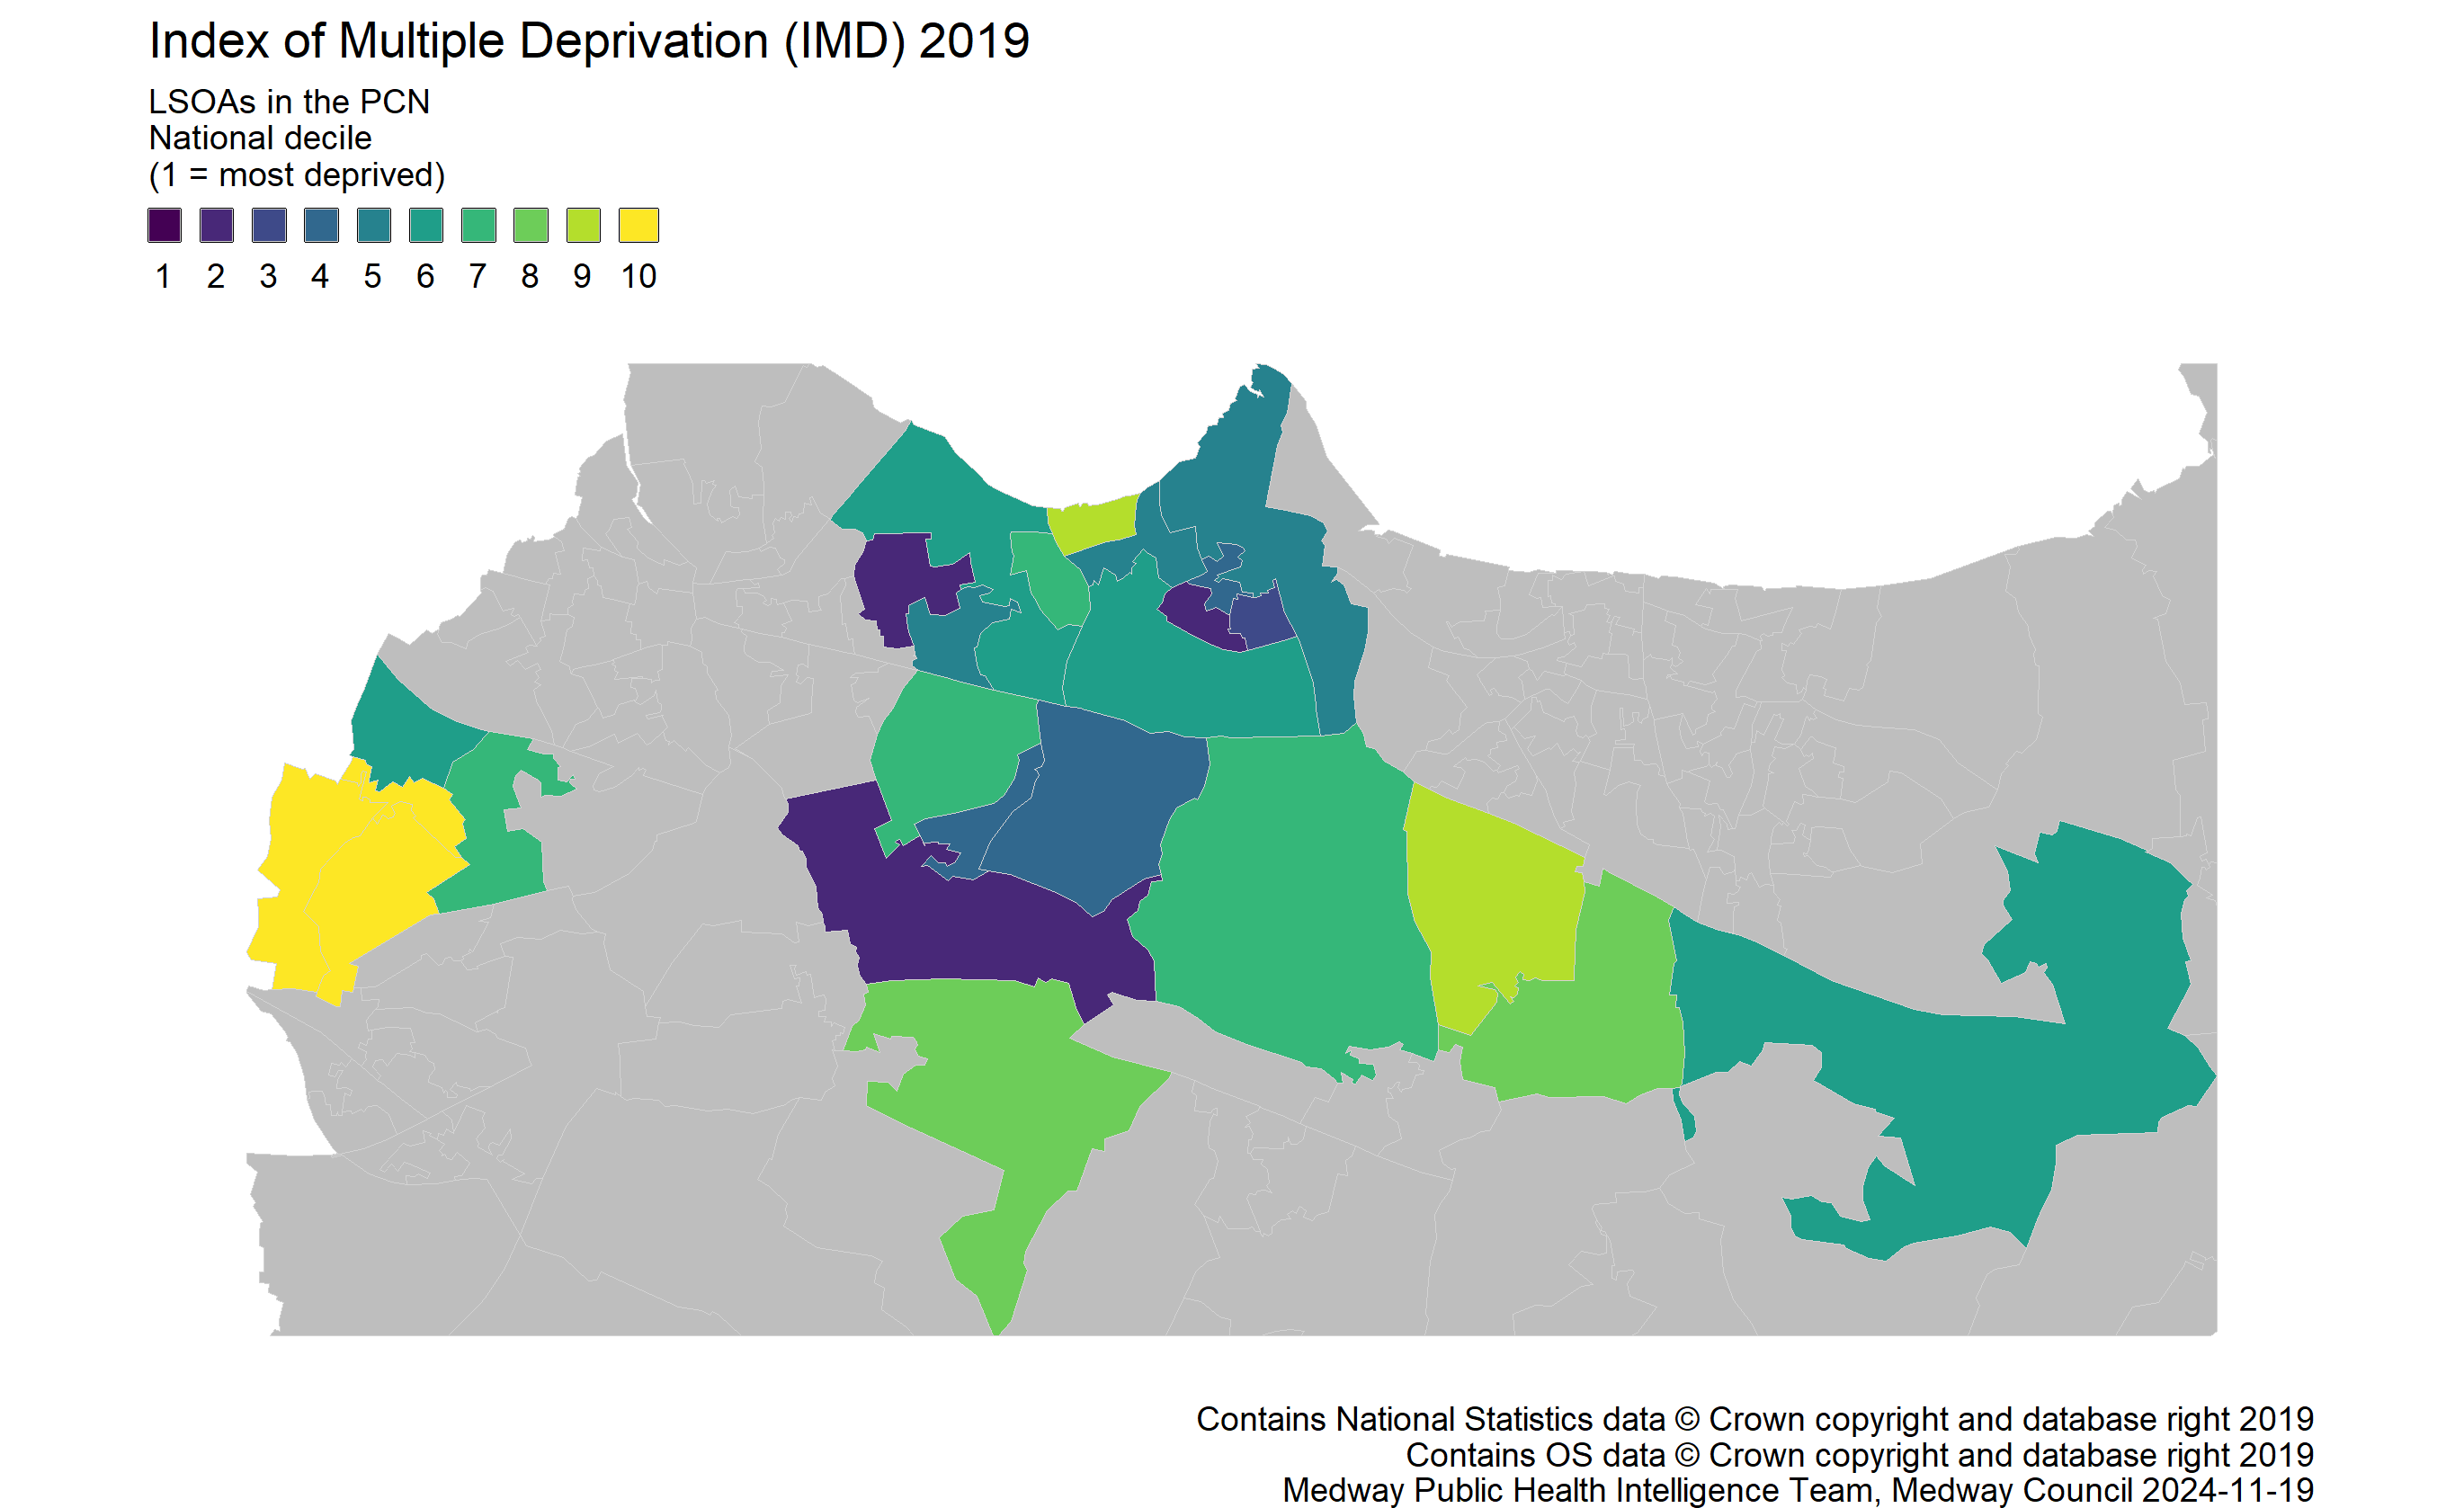 Index of Multiple Deprivation (IMD) 2019
LSOAs in the PCN
National decile
(1 = most deprived)
1 2 3 4 5 6 7 8 9 10
Contains National Statistics data © Crown copyright and database right 2019
Contains OS data © Crown copyright and database right 2019
Medway Public Health Intelligence Team, Medway Council 2024-11-19